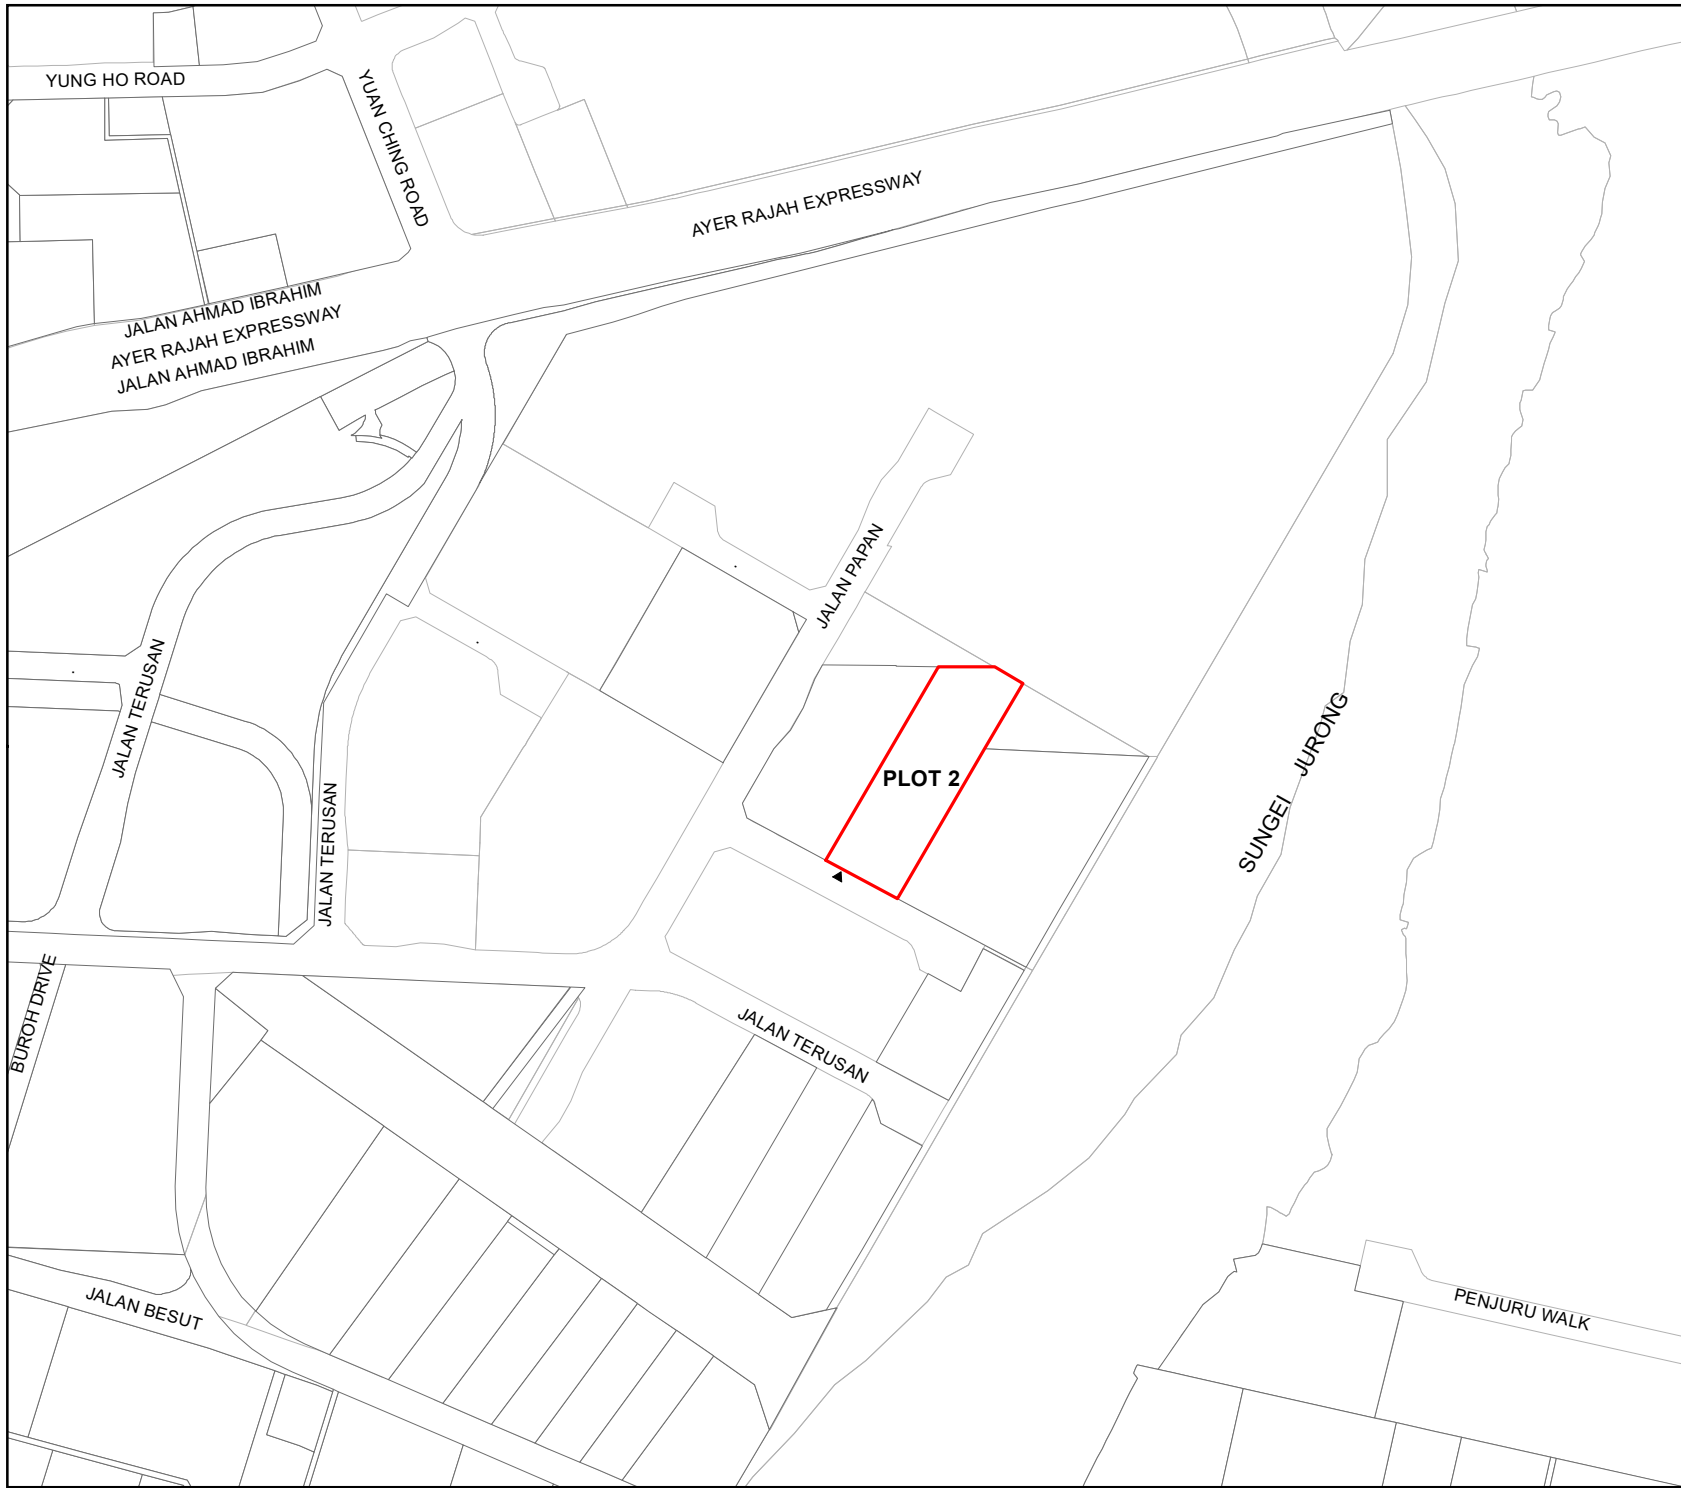 YUNG HO ROAD
YUAN CHING ROAD
AYER RAJAH EXPRESSWAY
JALAN AHMAD IBRAHIM
AYER RAJAH EXPRESSWAY
JALAN AHMAD IBRAHIM
JALAN PAPAN
JALAN TERUSAN
SUNGEI JURONG
PLOT 2
JALAN TERUSAN
BUROH DRIVE
JALAN TERUSAN
JALAN BESUT
PENJURU WALK